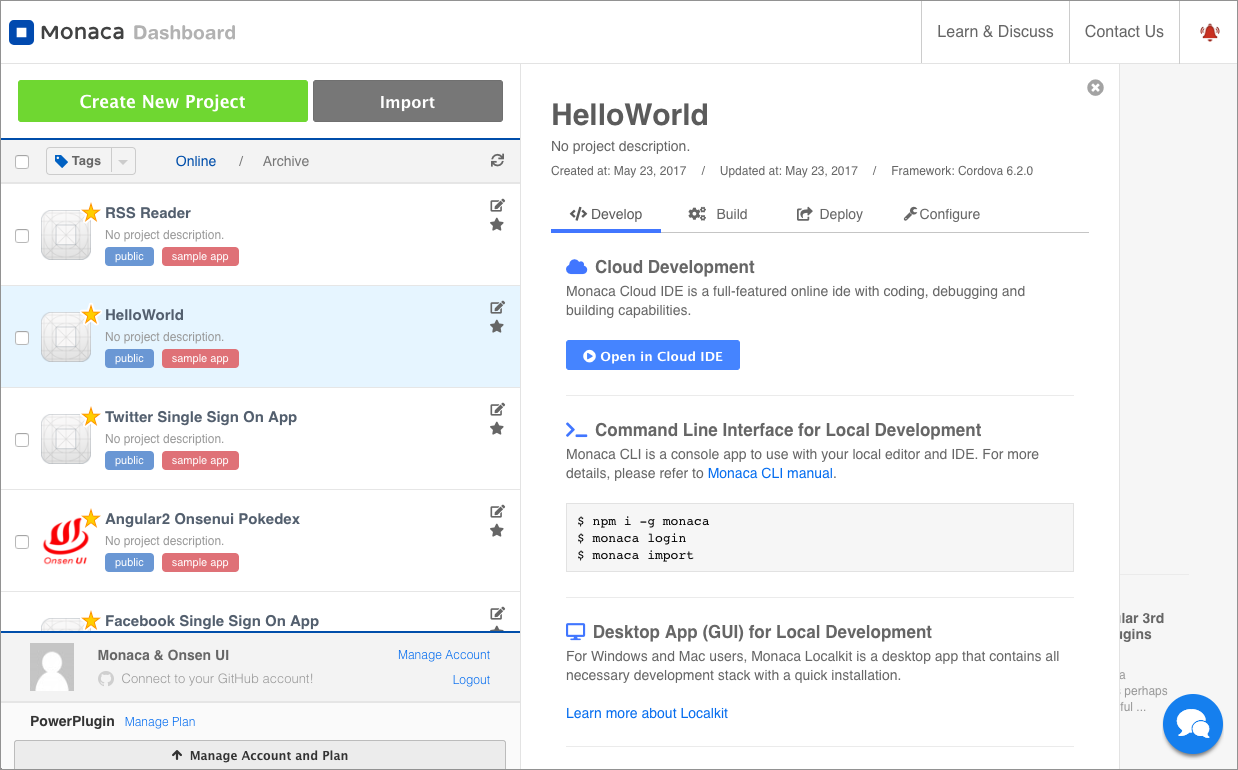 Monaca Dashboard
Learn & Discuss
Contact Us
Create New Project
Import
Tags
Online / Archive
RSS Reader
No project description.
public sample app
HelloWorld
No project description.
public sample app
Twitter Single Sign On App
No project description.
public sample app
Onsen UI
Angular2 Onsenui Pokedex
No project description.
public sample app
Facebook Single Sign On App
Monaca & Onsen UI
Manage Account
Connect to your GitHub account!
Logout
PowerPlugin Manage Plan
Manage Account and Plan
HelloWorld
No project description.
Created at: May 23, 2017 / Updated at: May 23, 2017 / Framework: Cordova 6.2.0
Develop
Build
Deploy
Configure
Cloud Development
Monaca Cloud IDE is a full-featured online ide with coding, debugging and
building capabilities.
Open in Cloud IDE
Command Line Interface for Local Development
Monaca CLI is a console app to use with your local editor and IDE. For more
details, please refer to Monaca CLI manual.
$ npm i -g monaca
$ monaca login
$ monaca import
Desktop App (GUI) for Local Development
For Windows and Mac users, Monaca Localkit is a desktop app that contains all
necessary development stack with a quick installation.
Learn more about Localkit
3rd
perhaps
...